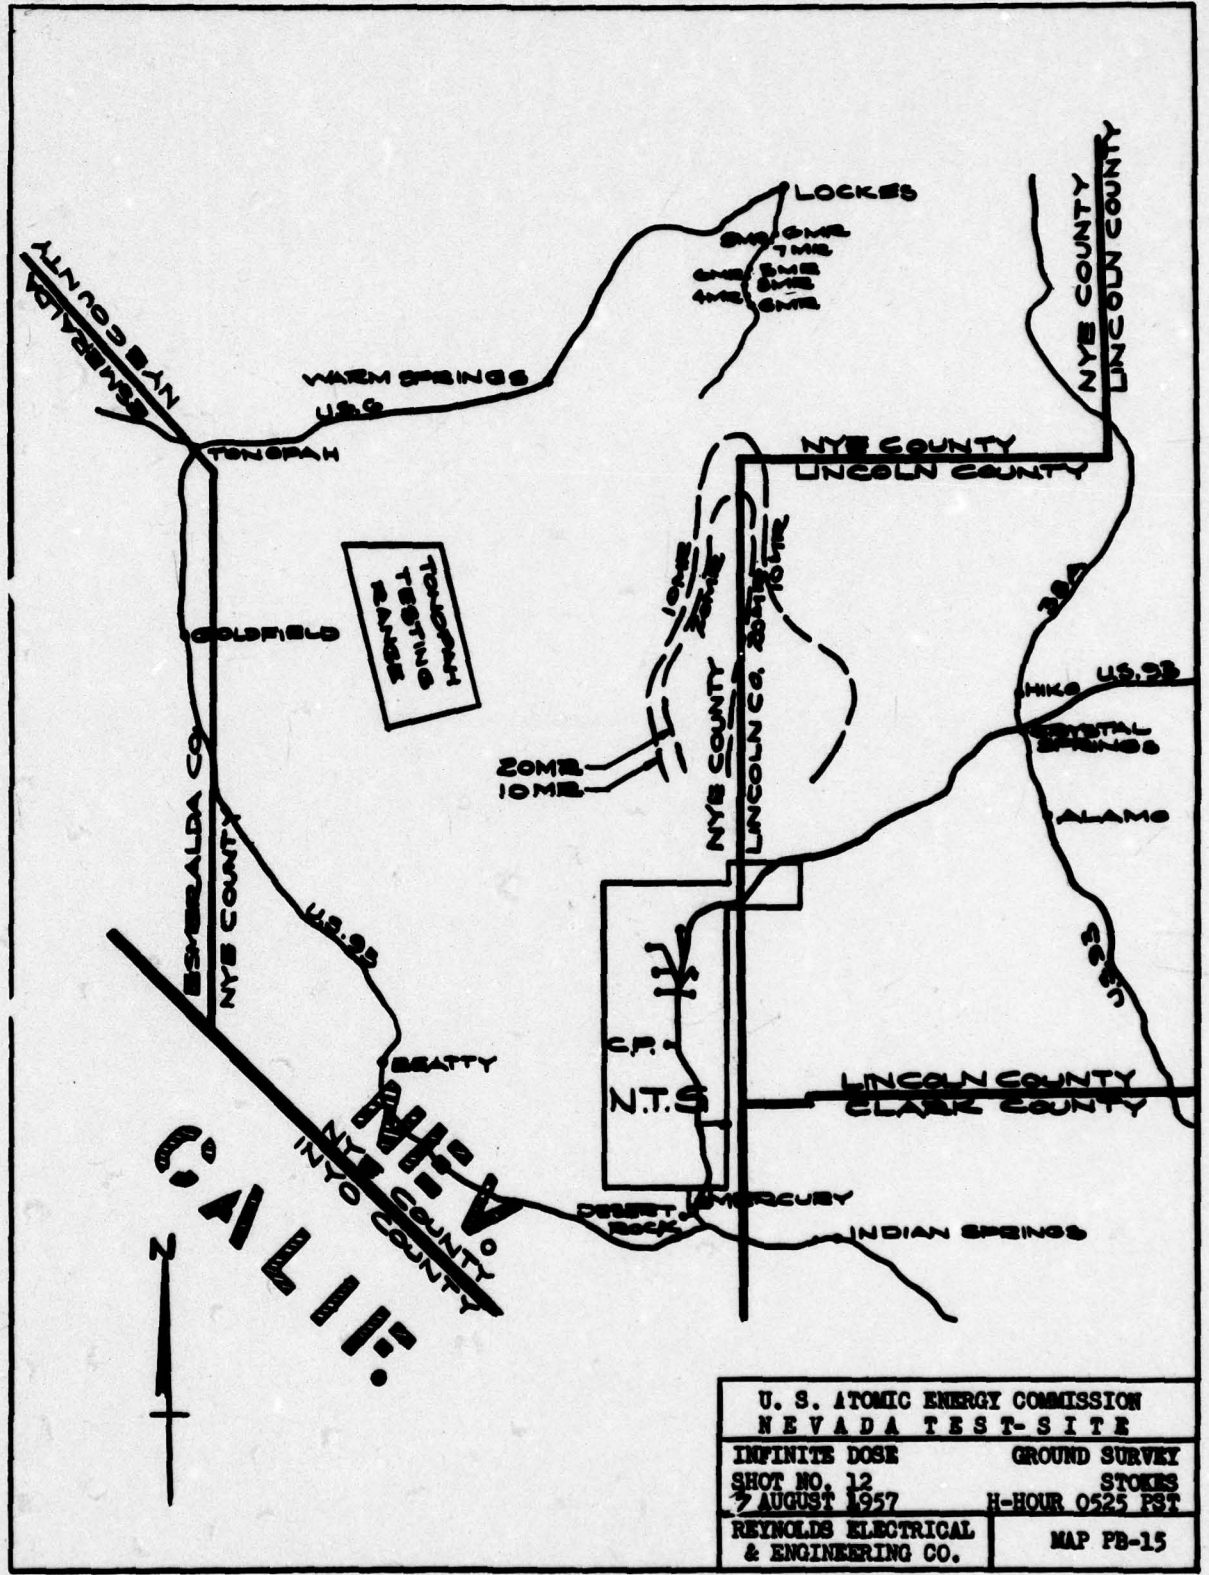 LOCKES
8MR 6MR
7 MR
6MR 5MR
8MR
4MR 6MR
NYE COUNTY
LINCOLN COUNTY
NYE COUNTY
ESMERALDA
WARM SPRINGS
U.S. 6
TONOPAH
NYE COUNTY
LINCOLN COUNTY
TONOPAH
TESTING
RANGE
10MR
20MR
20MR
10MR
38
GOLDFIELD
HIKO
U.S. 93
CRYSTAL
SPRINGS
20MR
10MR
NYE COUNTY
LINCOLN CO.
ALAMO
ESMERALDA CO.
NYE COUNTY
U.S. 95
U.S. 93
C.P.
BEATTY
N.T.S
LINCOLN COUNTY
CLARK COUNTY
NEV.
CALIF.
NYE COUNTY
INYO COUNTY
DESERT
ROCK
MERCURY
INDIAN SPRINGS
N
U. S. ATOMIC ENERGY COMMISSION
NEVADA TEST-SITE
INFINITE DOSE GROUND SURVEY
SHOT NO. 12 STOKES
7 AUGUST 1957 H-HOUR 0525 PST
REYNOLDS ELECTRICAL
& ENGINEERING CO.
MAP PB-15